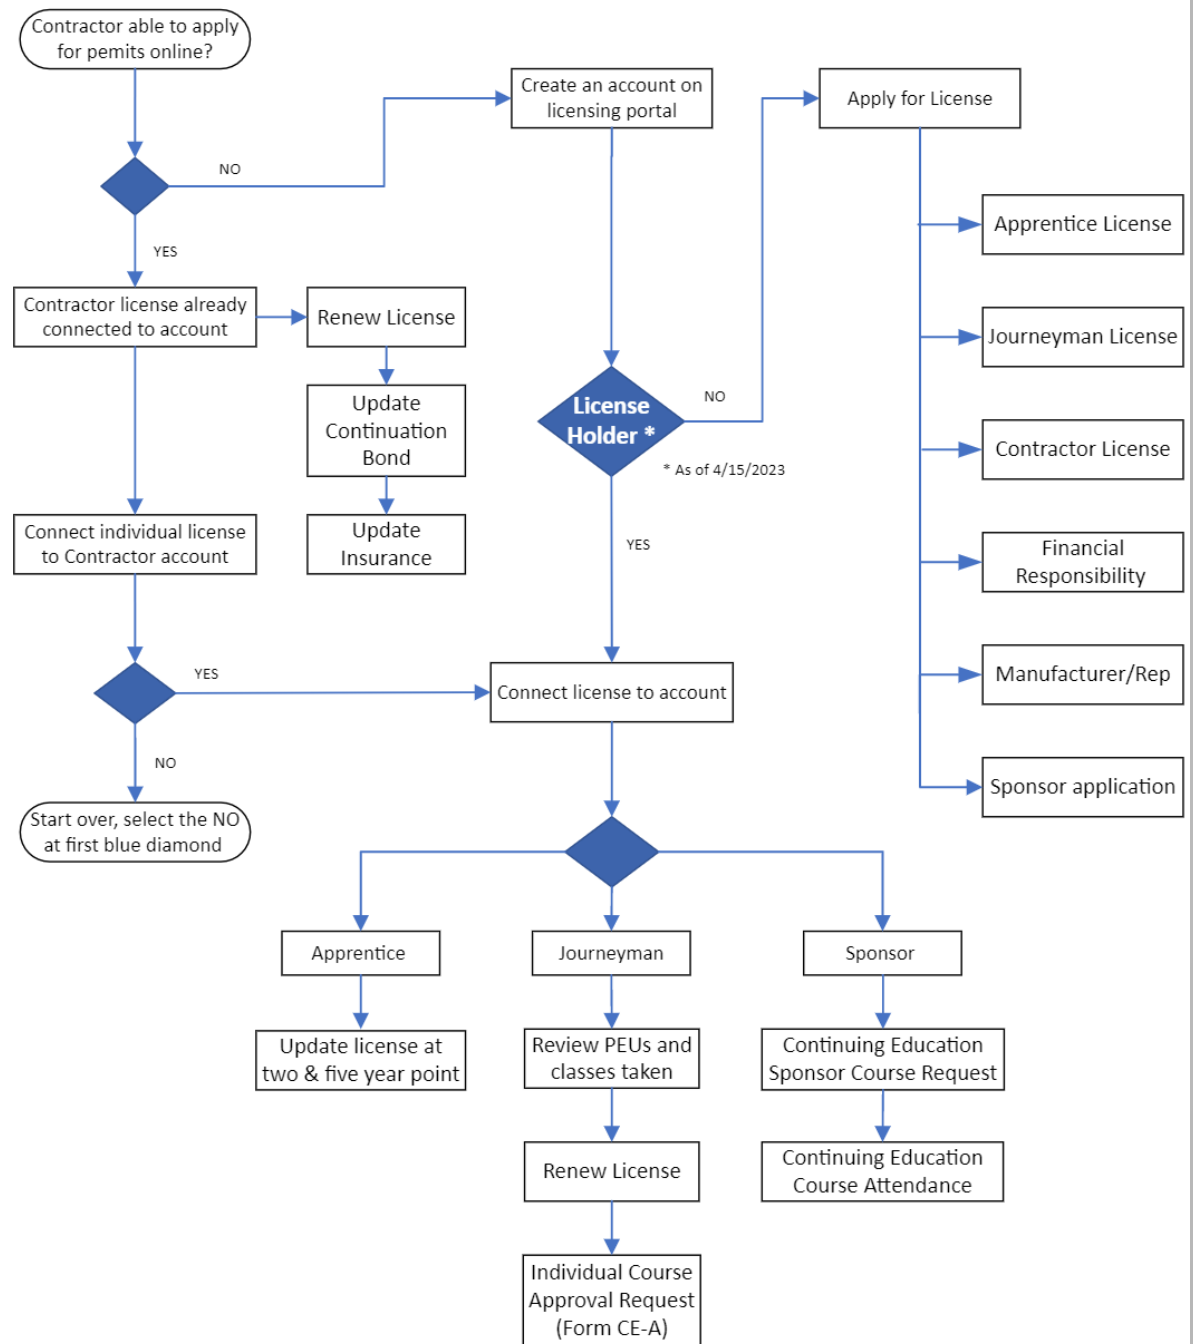 Contractor able to apply
for pemits online?
NO
YES
Create an account on
licensing portal
Apply for License
Apprentice License
Journeyman License
Contractor License
Financial
Responsibility
Manufacturer/Rep
Sponsor application
Contractor license already
connected to account
Renew License
Update
Continuation
Bond
Update
Insurance
License
Holder *
NO
* As of 4/15/2023
YES
Connect individual license
to Contractor account
YES
NO
Connect license to account
Start over, select the NO
at first blue diamond
Apprentice
Update license at
two & five year point
Journeyman
Review PEUs and
classes taken
Renew License
Individual Course
Approval Request
(Form CE-A)
Sponsor
Continuing Education
Sponsor Course Request
Continuing Education
Course Attendance